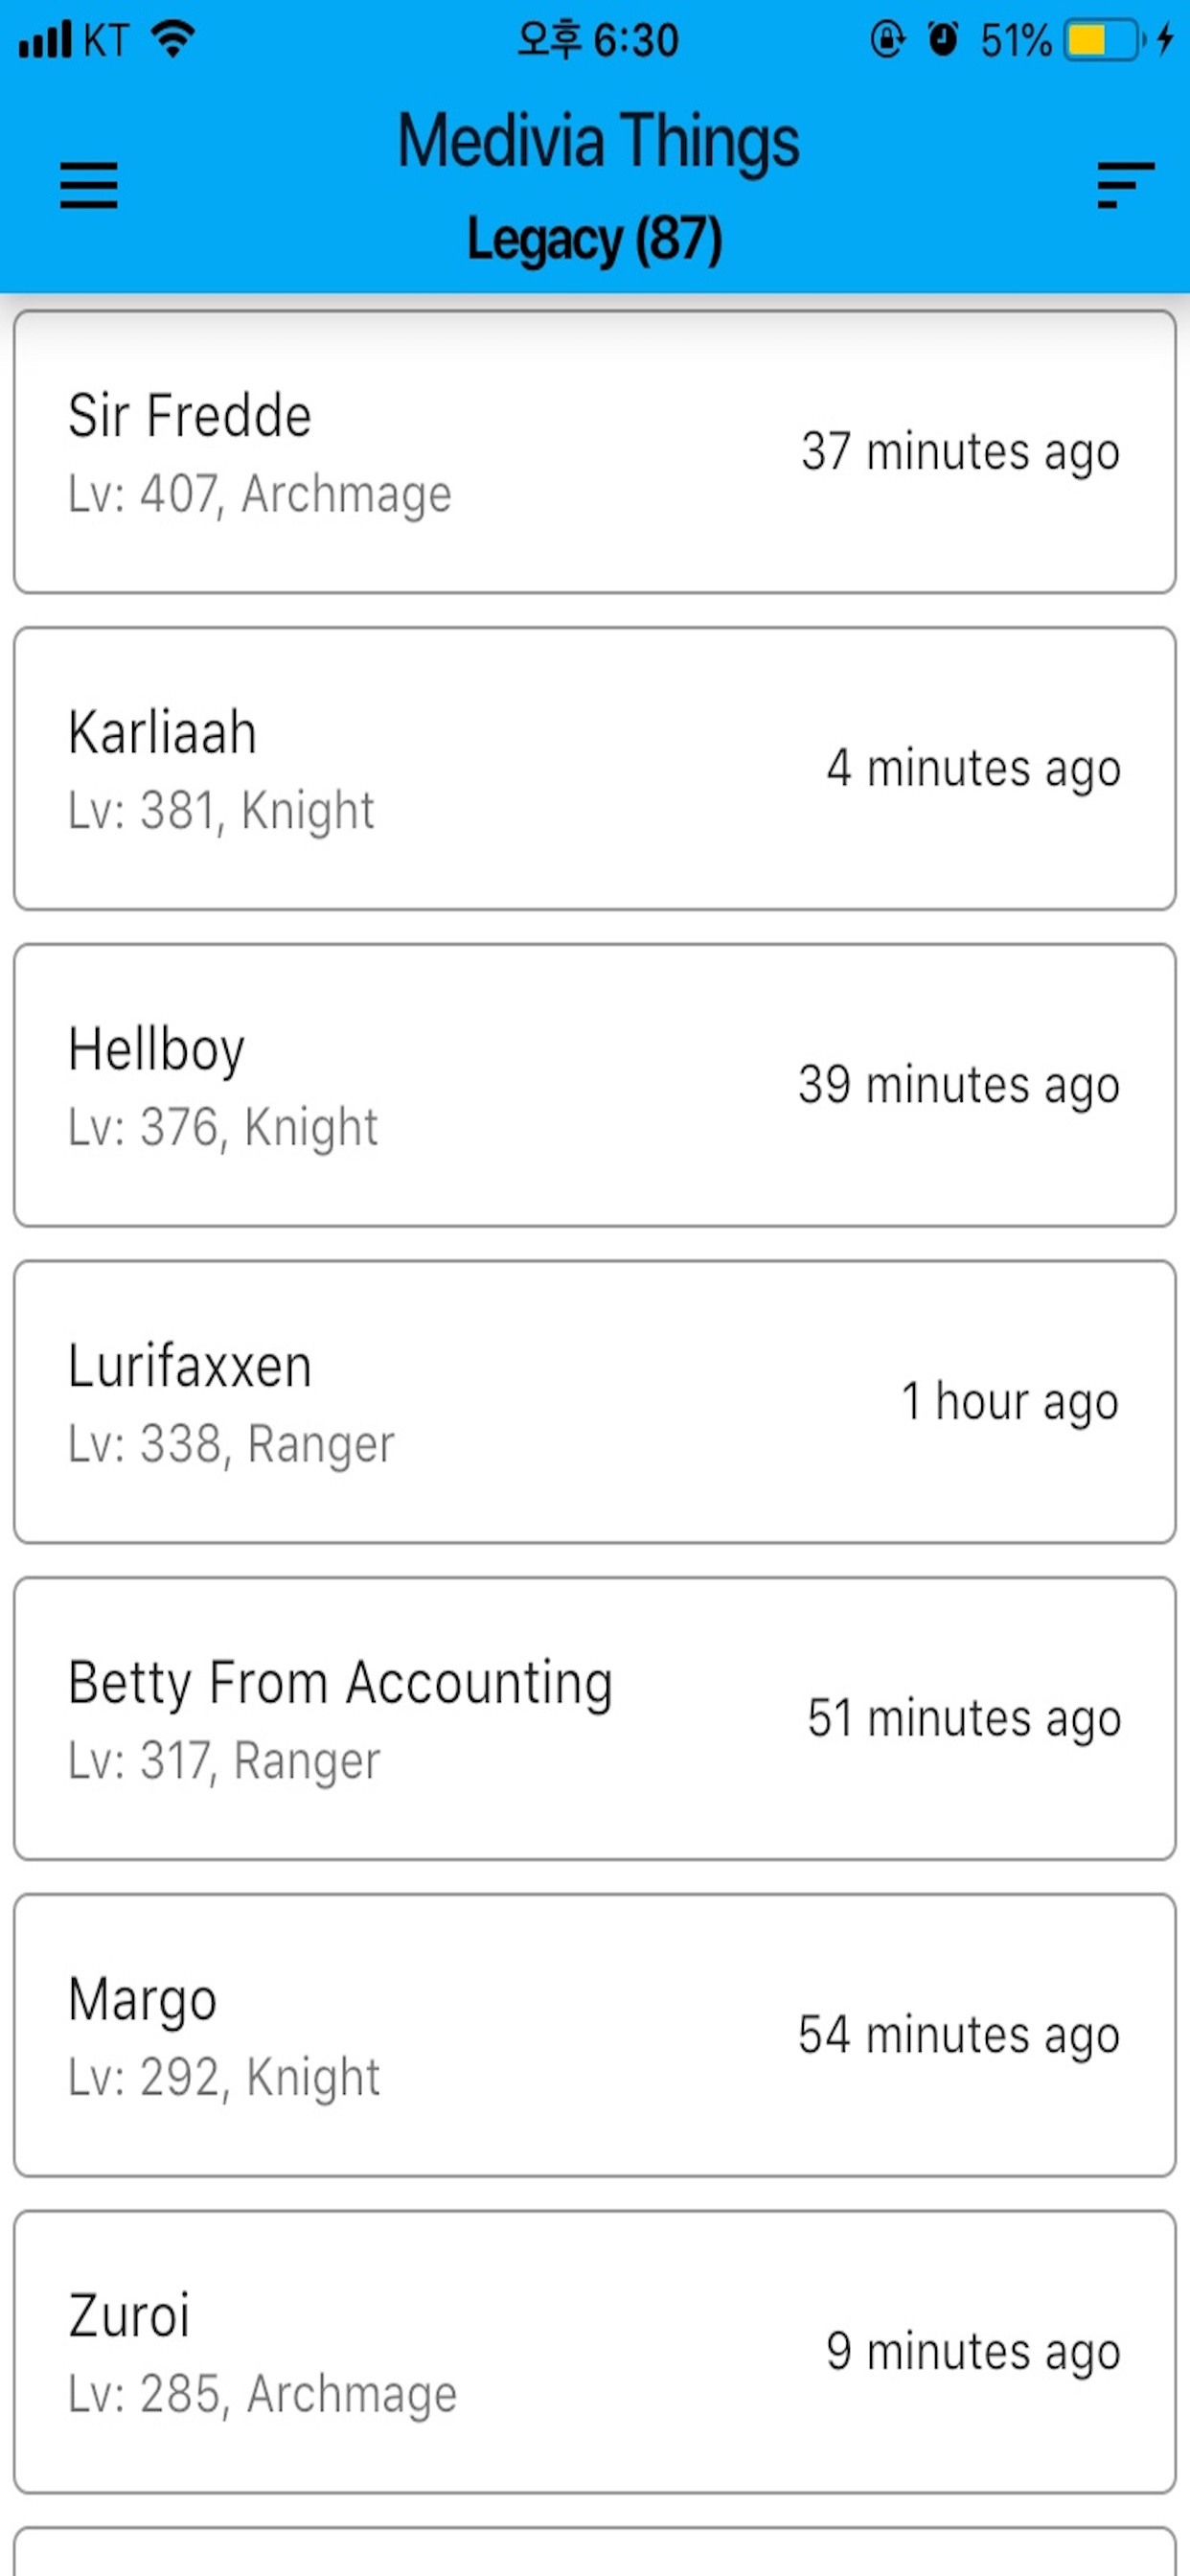 KT 오후 6:30 51%
Medivia Things
Legacy (87)
Sir Fredde
Lv: 407, Archmage
37 minutes ago
Karliaah
Lv: 381, Knight
4 minutes ago
Hellboy
Lv: 376, Knight
39 minutes ago
Lurifaxxen
Lv: 338, Ranger
1 hour ago
Betty From Accounting
Lv: 317, Ranger
51 minutes ago
Margo
Lv: 292, Knight
54 minutes ago
Zuroi
Lv: 285, Archmage
9 minutes ago